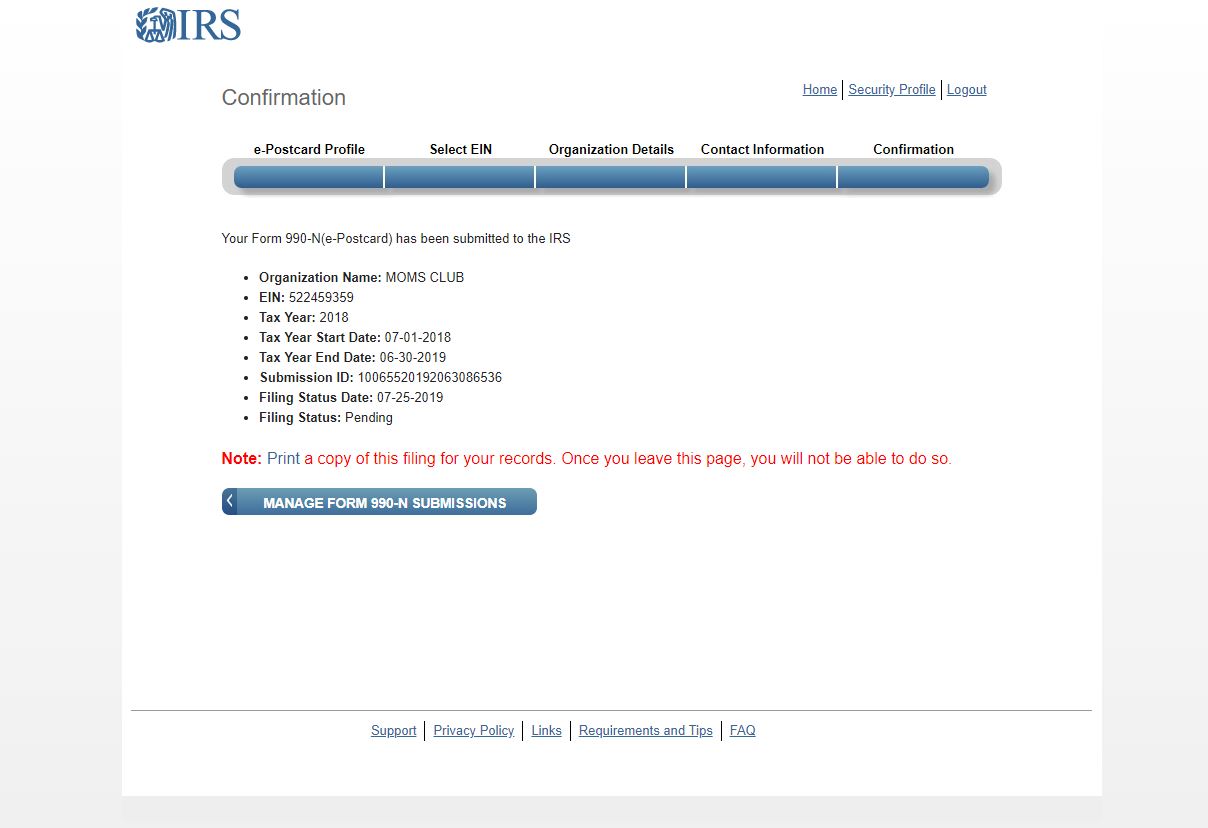 IRS
Confirmation
Home Security Profile Logout
e-Postcard Profile Select EIN Organization Details Contact Information Confirmation
Your Form 990-N(e-Postcard) has been submitted to the IRS
• Organization Name: MOMS CLUB
• EIN: 522459359
• Tax Year: 2018
• Tax Year Start Date: 07-01-2018
• Tax Year End Date: 06-30-2019
• Submission ID: 10065520192063086536
• Filing Status Date: 07-25-2019
• Filing Status: Pending
Note: Print a copy of this filing for your records. Once you leave this page, you will not be able to do so.
MANAGE FORM 990-N SUBMISSIONS
Support Privacy Policy Links Requirements and Tips FAQ